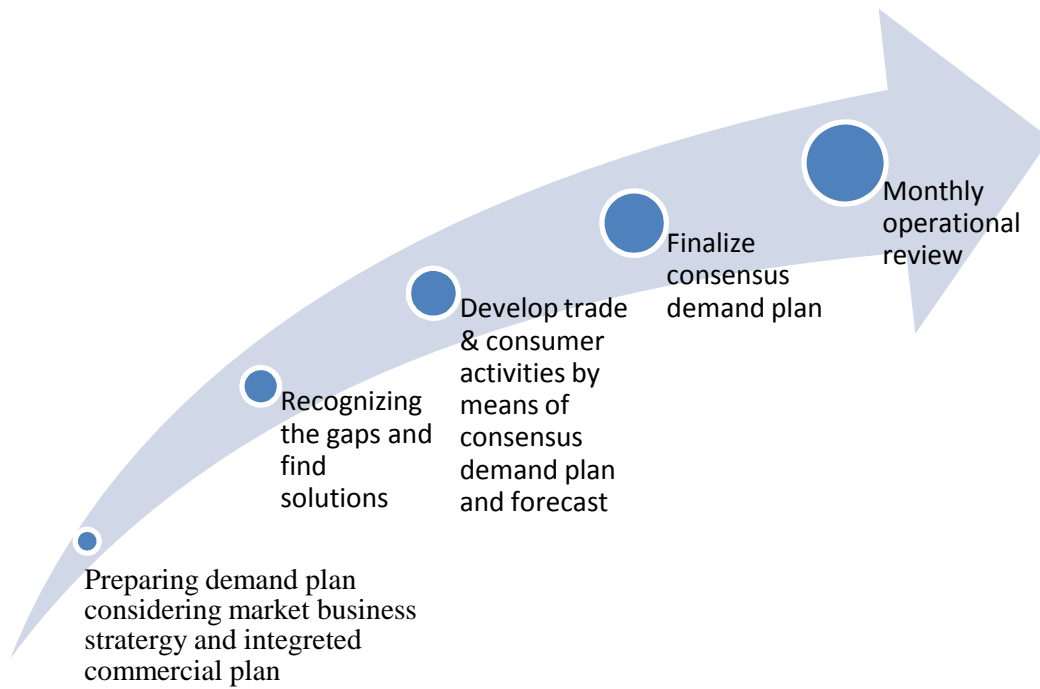 Preparing demand plan
considering market business
stratergy and integreted
commercial plan
Recognizing
the gaps and
find
solutions
Develop trade
& consumer
activities by
means of
consensus
demand plan
and forecast
Finalize
consensus
demand plan
Monthly
operational
review